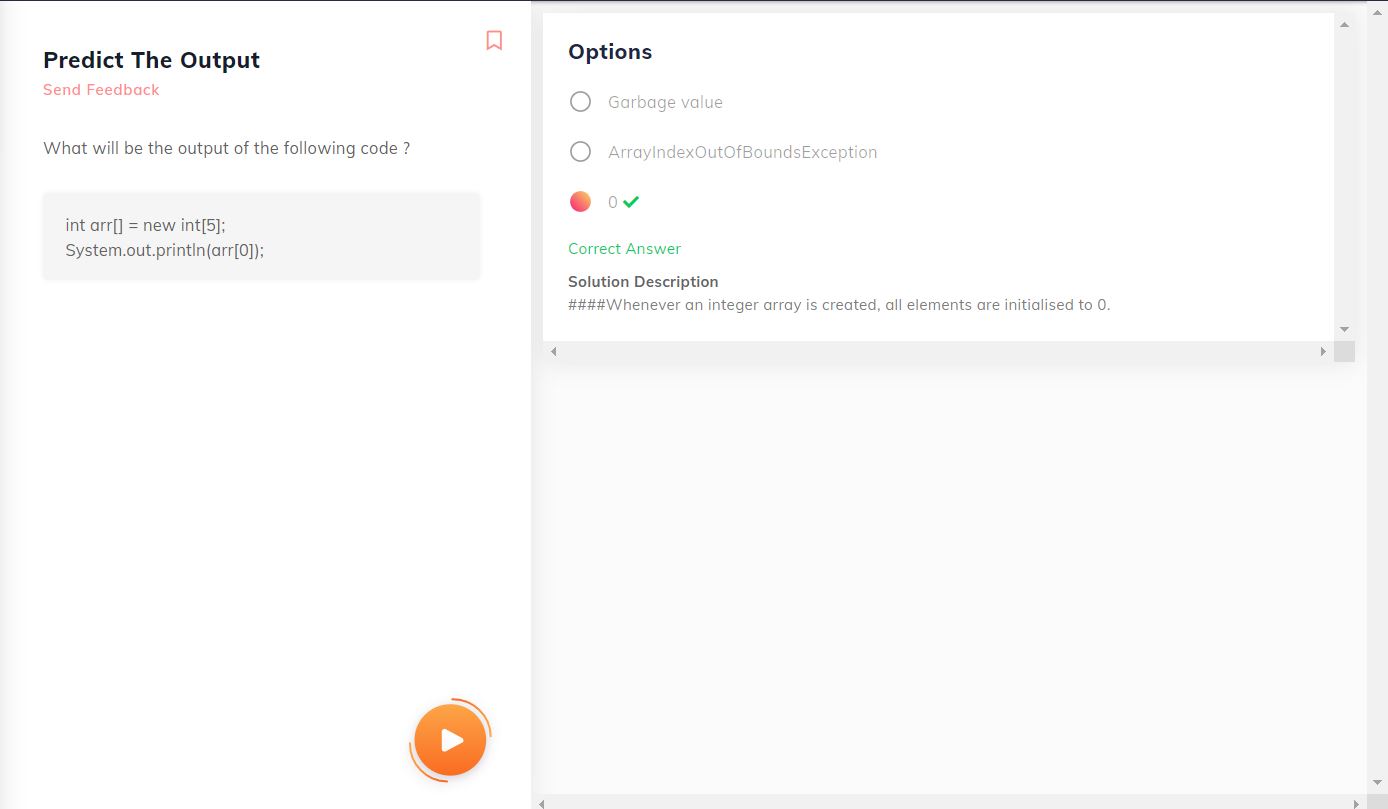 Predict The Output
Send Feedback
What will be the output of the following code ?
int arr[] = new int[5];
System.out.println(arr[0]);
Options
Garbage value
ArrayIndexOutOfBoundsException
0
Correct Answer
Solution Description
####Whenever an integer array is created, all elements are initialised to 0.